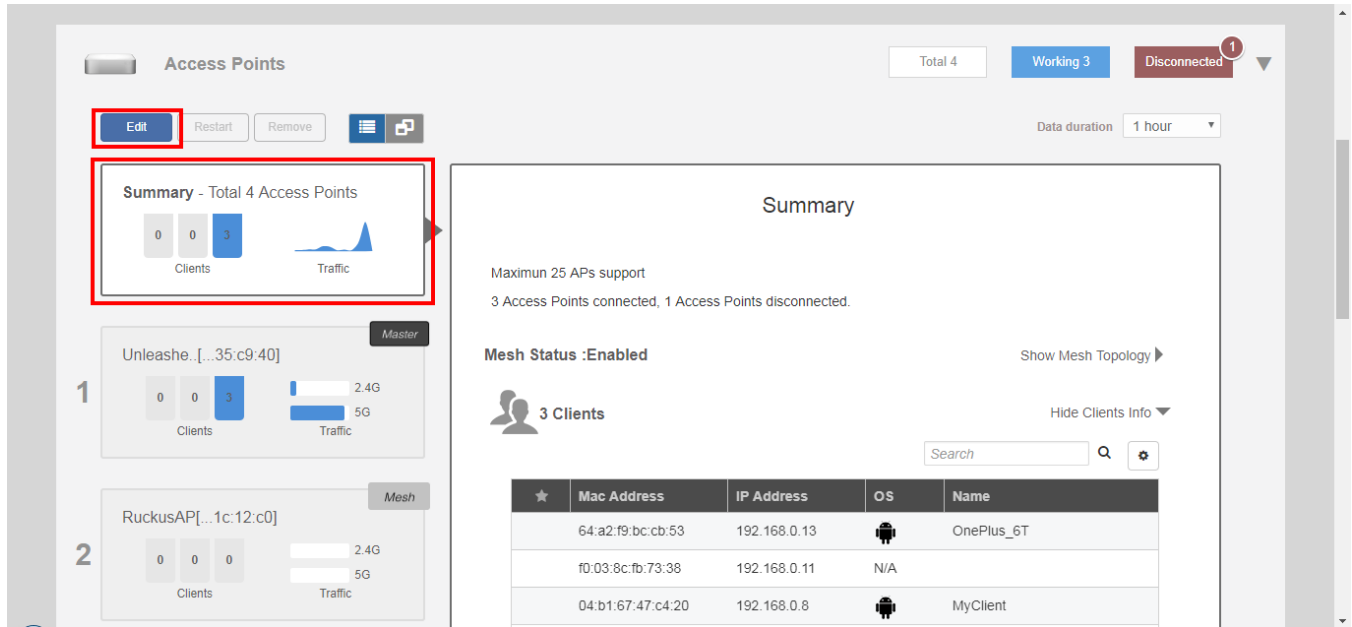 Access Points
Total 4
Working 3
Disconnected
1
Edit
Restart
Remove
Data duration
1 hour
Summary - Total 4 Access Points
0 0 3
Clients
Traffic
Master
Unleashe..[...35:c9:40]
1
0 0 3
Clients
2.4G
5G
Traffic
Mesh
RuckusAP[...1c:12:c0]
2
0 0 0
Clients
2.4G
5G
Traffic
Summary
Maximun 25 APs support
3 Access Points connected, 1 Access Points disconnected.
Mesh Status :Enabled
Show Mesh Topology
3 Clients
Hide Clients Info
Search
Mac Address IP Address OS Name
64:a2:f9:bc:cb:53 192.168.0.13 OnePlus_6T
f0:03:8c:fb:73:38 192.168.0.11 N/A
04:b1:67:47:c4:20 192.168.0.8 MyClient